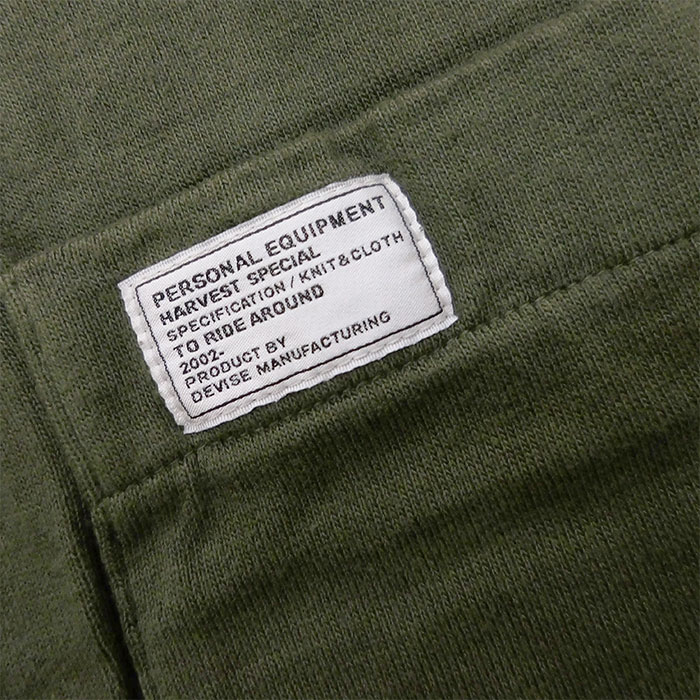 PERSONAL EQUIPMENT
HARVEST SPECIAL
SPECIFICATION / KNIT&CLOTH
TO RIDE AROUND
2002-
PRODUCT BY
DEVISE MANUFACTURING